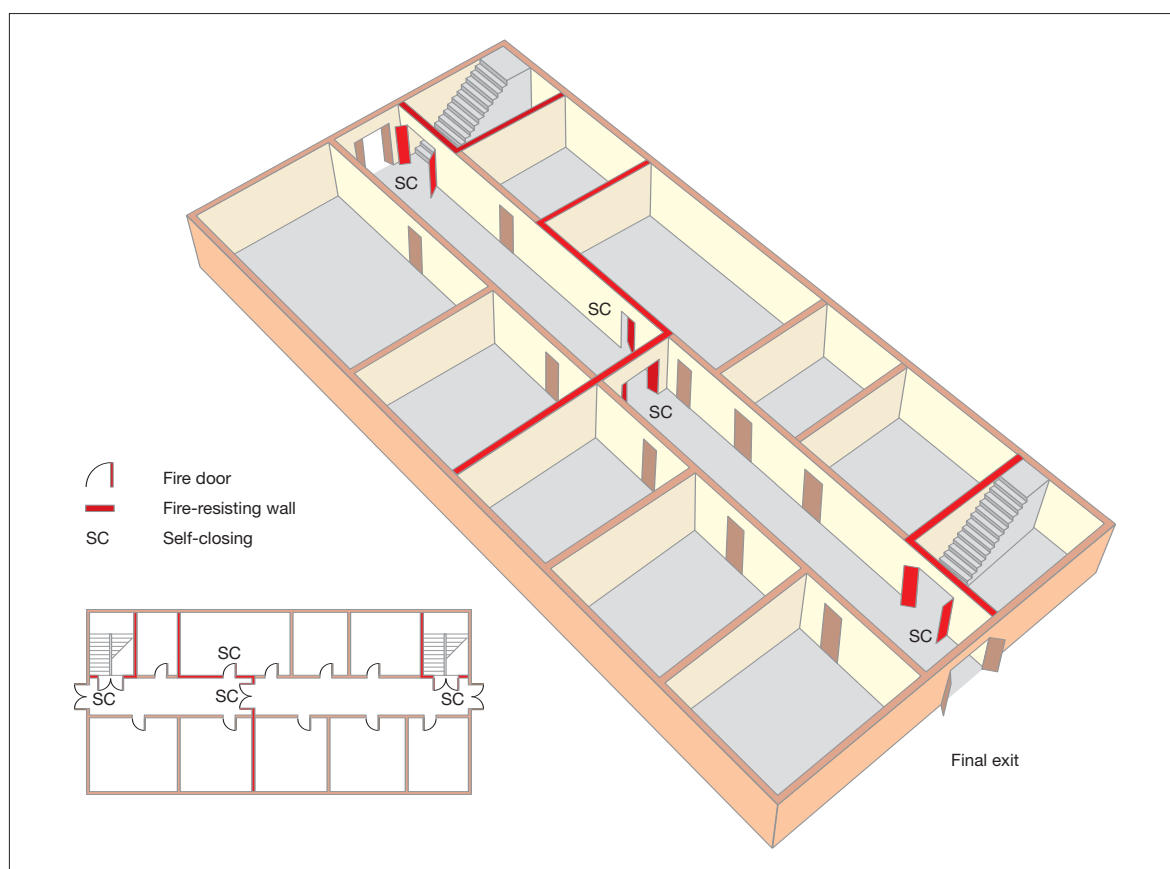 SC
SC
SC
SC
Final exit
Fire door
Fire-resisting wall
SC Self-closing
SC
SC
SC
SC